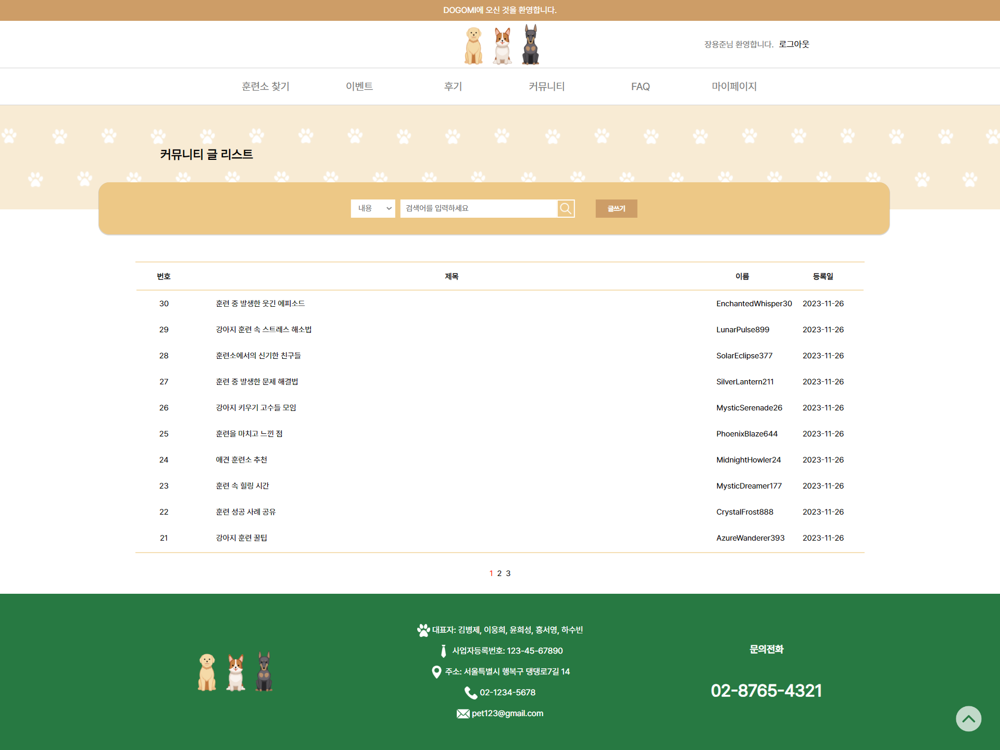 DOGOMI에 오신 것을 환영합니다.
장용준님 환영합니다. 로그아웃
훈련소 찾기 이벤트 후기 커뮤니티 FAQ 마이페이지
커뮤니티 글 리스트
내용 검색어를 입력하세요 글쓰기
번호 제목 이름 등록일
30 훈련 중 발생한 웃긴 에피소드 EnchantedWhisper30 2023-11-26
29 강아지 훈련 속 스트레스 해소법 LunarPulse899 2023-11-26
28 훈련소에서의 신기한 친구들 SolarEclipse377 2023-11-26
27 훈련 중 발생한 문제 해결법 SilverLantern211 2023-11-26
26 강아지 키우기 고수들 모임 MysticSerenade26 2023-11-26
25 훈련을 마치고 느낀 점 PhoenixBlaze644 2023-11-26
24 애견 훈련소 추천 MidnightHowler24 2023-11-26
23 훈련 속 힐링 시간 MysticDreamer177 2023-11-26
22 훈련 성공 사례 공유 CrystalFrost888 2023-11-26
21 강아지 훈련 꿀팁 AzureWanderer393 2023-11-26
1 2 3
대표자: 김병제, 이웅희, 윤희성, 홍서영, 하수빈
사업자등록번호: 123-45-67890
주소: 서울특별시 행복구 댕댕로7길 14
02-1234-5678
pet123@gmail.com
문의전화
02-8765-4321